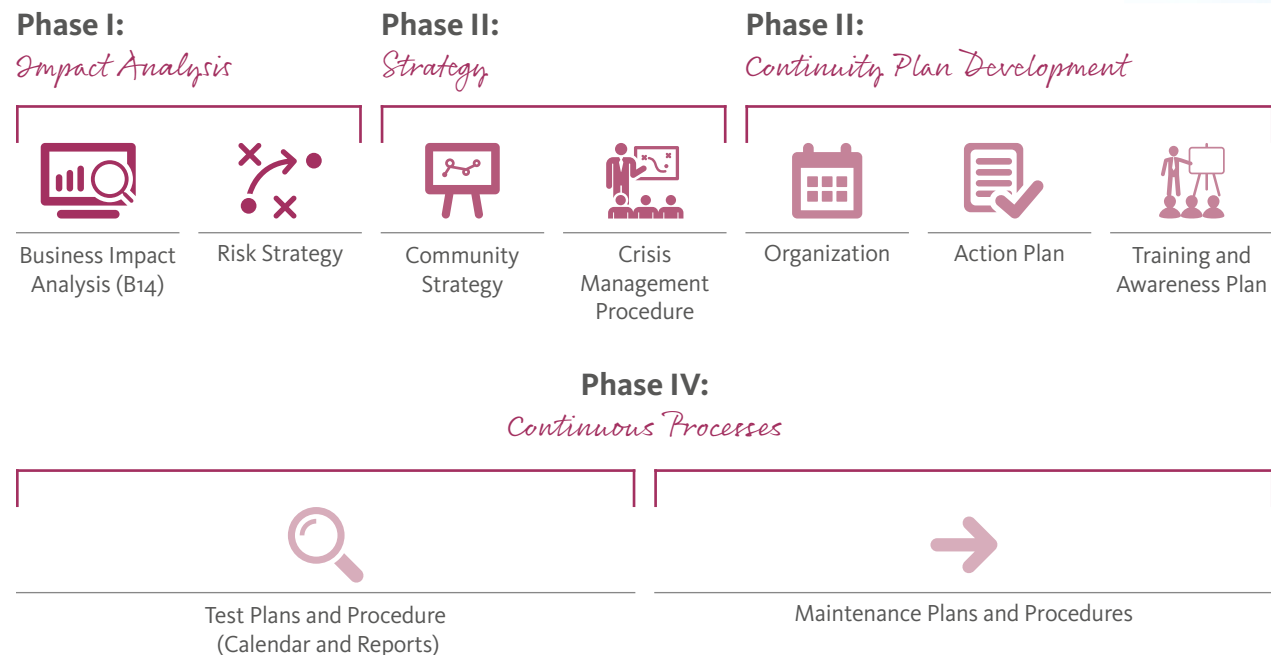 Phase I:
Impact Analysis
Phase II:
Strategy
Phase II:
Continuity Plan Development
Business Impact
Analysis (B14)
Risk Strategy
Community
Strategy
Crisis
Management
Procedure
Organization
Action Plan
Training and
Awareness Plan
Phase IV:
Continuous Processes
Test Plans and Procedure
(Calendar and Reports)
Maintenance Plans and Procedures